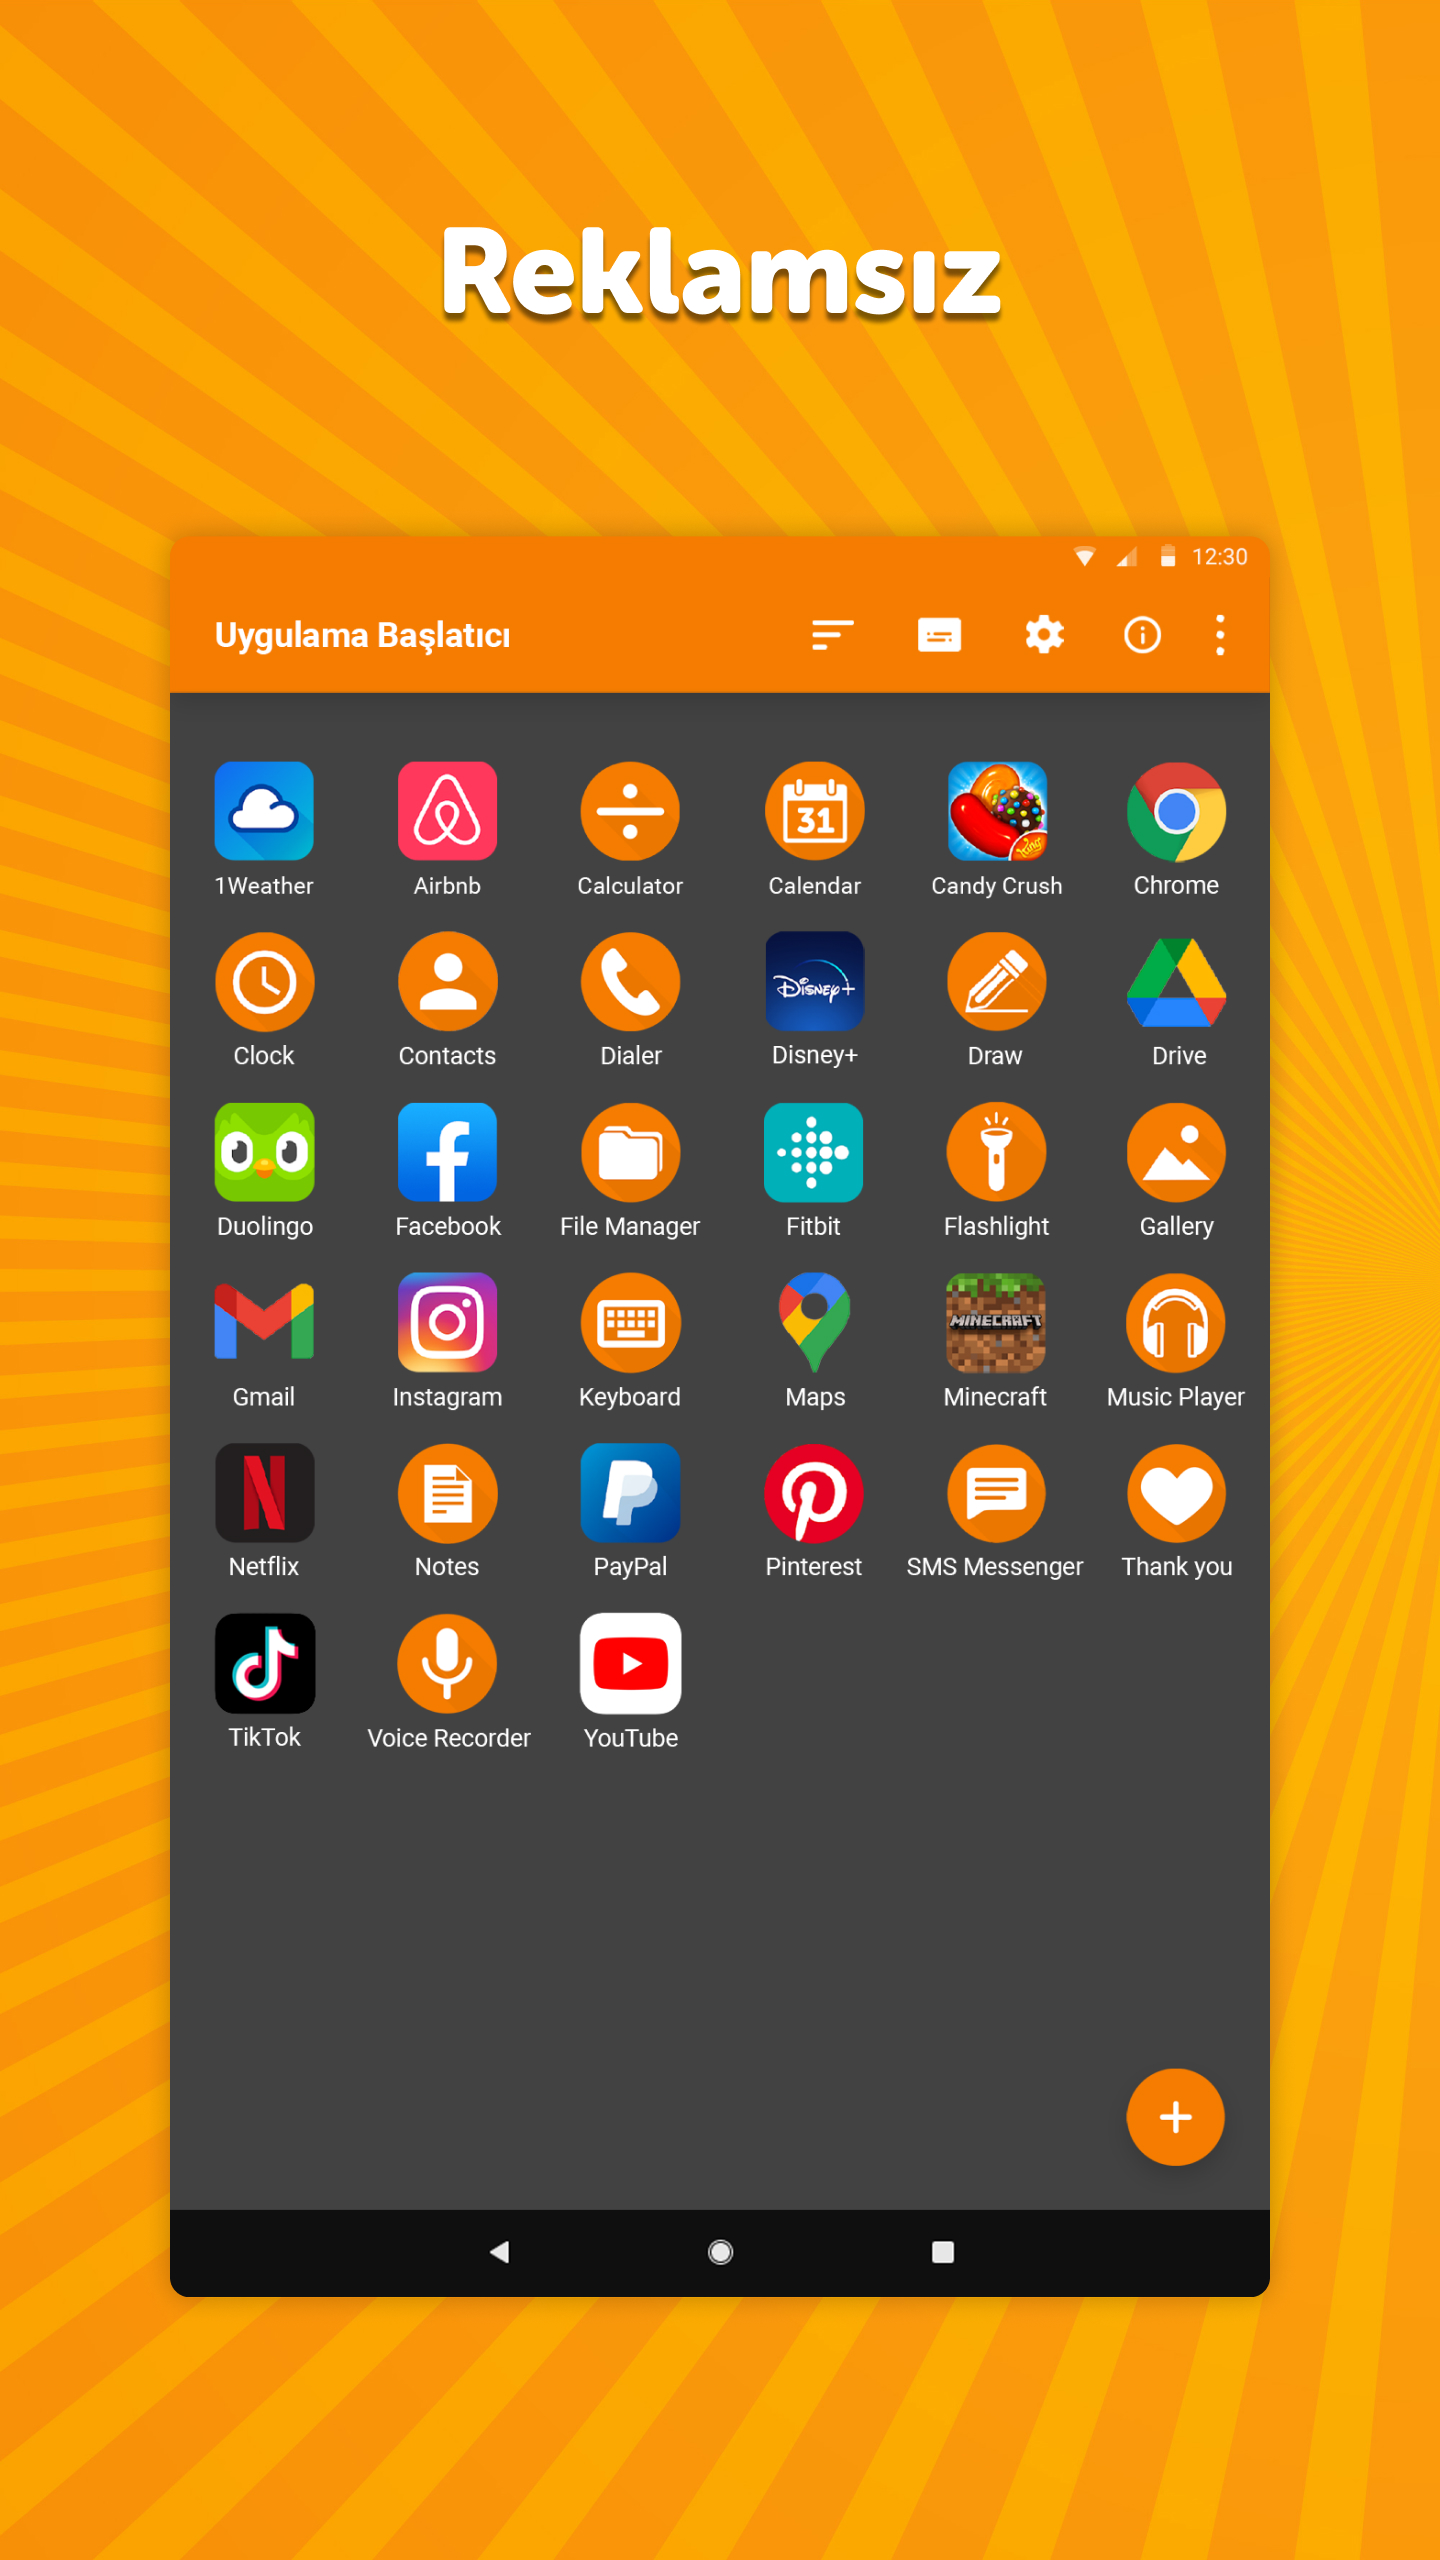 Reklamsız
12:30
Uygulama Başlatıcı
31
King
1Weather Airbnb Calculator Calendar Candy Crush Chrome
Disney+
Clock Contacts Dialer Disney+ Draw Drive
Duolingo Facebook File Manager Fitbit Flashlight Gallery
MINECRAFT
Gmail Instagram Keyboard Maps Minecraft Music Player
Netflix Notes PayPal Pinterest SMS Messenger Thank you
TikTok Voice Recorder YouTube